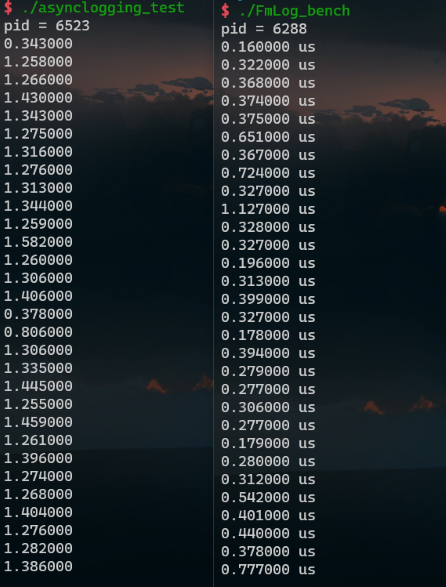 $ ./asynclogging_test
pid = 6523
0.343000
1.258000
1.266000
1.430000
1.343000
1.275000
1.316000
1.276000
1.313000
1.344000
1.259000
1.582000
1.260000
1.306000
1.406000
0.378000
0.806000
1.306000
1.335000
1.445000
1.255000
1.459000
1.261000
1.396000
1.274000
1.268000
1.404000
1.276000
1.282000
1.386000
$ ./FmLog_bench
pid = 6288
0.160000 us
0.322000 us
0.368000 us
0.374000 us
0.375000 us
0.651000 us
0.367000 us
0.724000 us
0.327000 us
1.127000 us
0.328000 us
0.327000 us
0.196000 us
0.313000 us
0.399000 us
0.327000 us
0.178000 us
0.394000 us
0.279000 us
0.277000 us
0.306000 us
0.277000 us
0.179000 us
0.280000 us
0.312000 us
0.542000 us
0.401000 us
0.440000 us
0.378000 us
0.777000 us